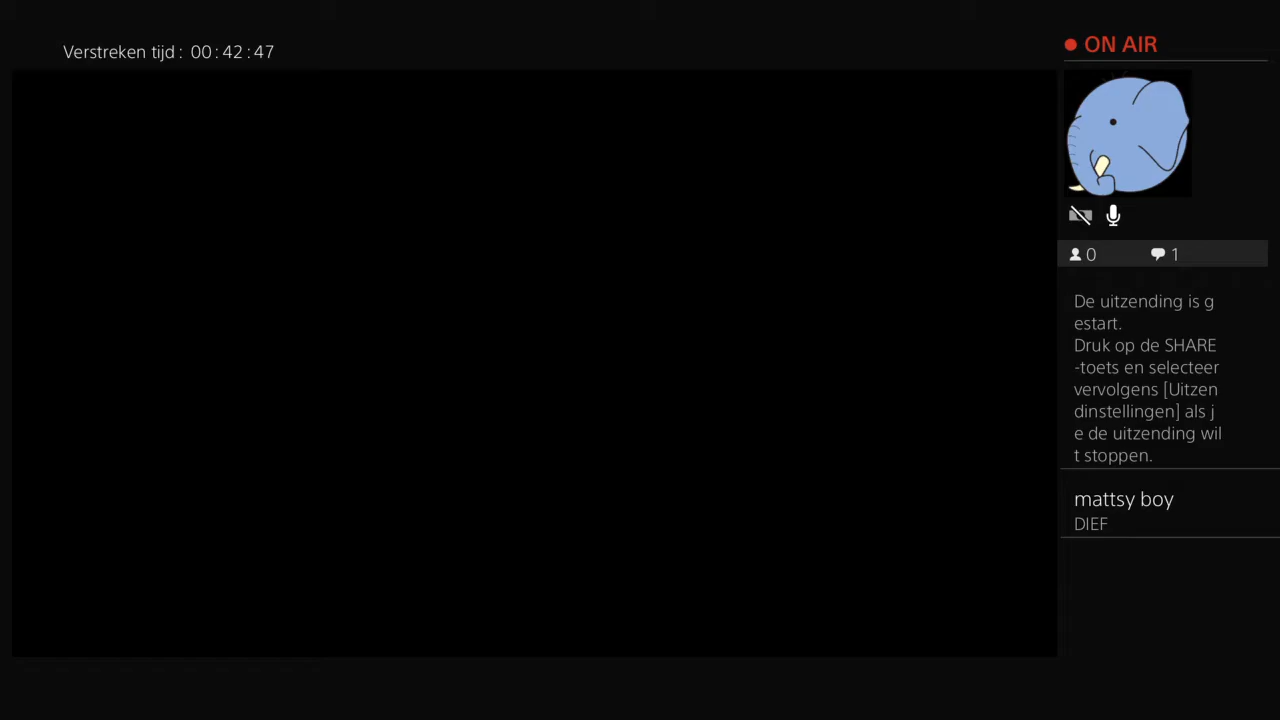 Verstreken tijd: 00:42:47
ON AIR
0 1
De uitzending is g
estart.
Druk op de SHARE
-toets en selecteer
vervolgens [Uitzen
dinstellingen] als j
e de uitzending wil
t stoppen.
mattsy boy
DIEF